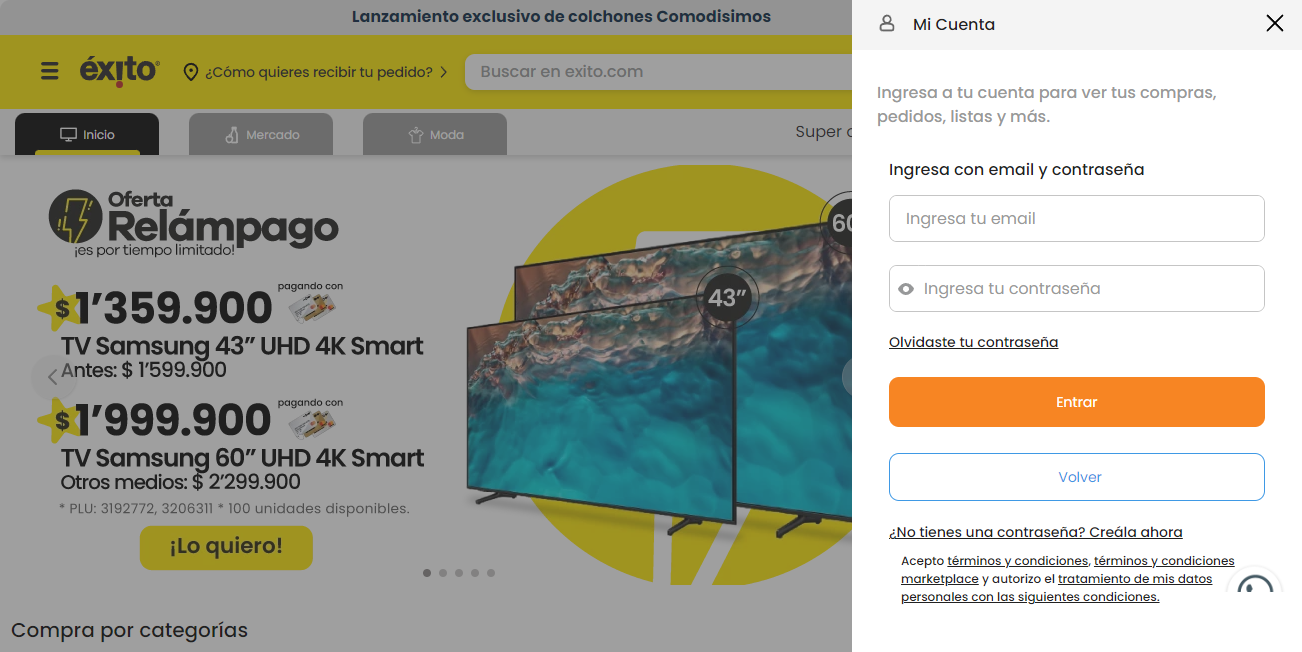 Lanzamiento exclusivo de colchones Comodisimos
éxito
¿Cómo quieres recibir tu pedido?
Buscar en exito.com
Inicio
Mercado
Moda
Super
Oferta
Relámpago
¡es por tiempo limitado!
$1’359.900
pagando con
TV Samsung 43” UHD 4K Smart
Antes: $ 1’599.900
$1’999.900
pagando con
TV Samsung 60” UHD 4K Smart
Otros medios: $ 2’299.900
* PLU: 3192772, 3206311 * 100 unidades disponibles.
¡Lo quiero!
43”
60
Compra por categorías
Mi Cuenta
Ingresa a tu cuenta para ver tus compras,
pedidos, listas y más.
Ingresa con email y contraseña
Ingresa tu email
Ingresa tu contraseña
Olvidaste tu contraseña
Entrar
Volver
¿No tienes una contraseña? Creála ahora
Acepto términos y condiciones, términos y condiciones
marketplace y autorizo el tratamiento de mis datos
personales con las siguientes condiciones.